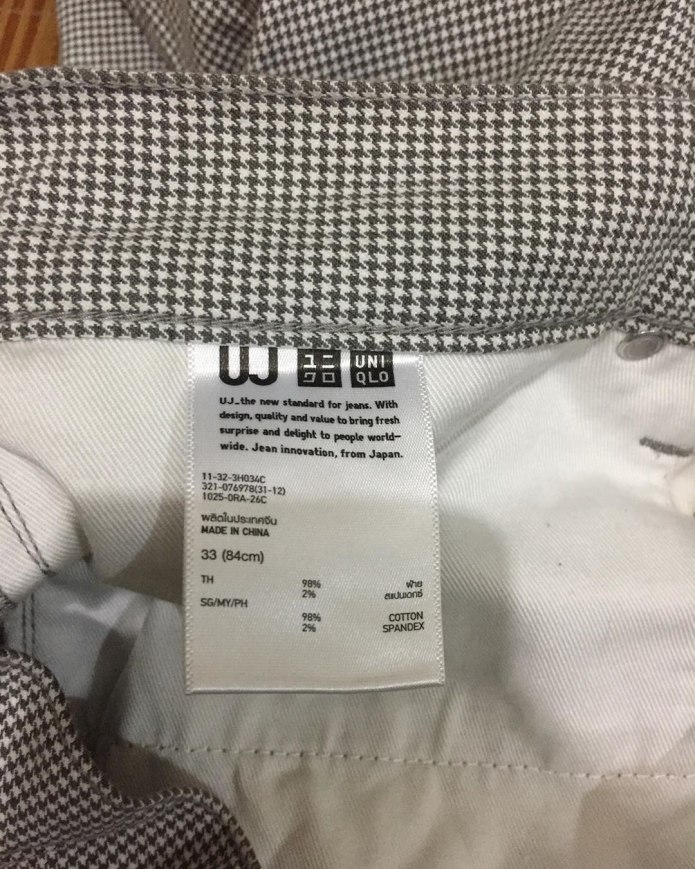 UJ ユニクロ UNIQLO
UJ_the new standard for jeans. With
design, quality and value to bring fresh
surprise and delight to people world–
wide. Jean innovation, from Japan.
11-32-3H034C
321-076978(31-12)
1025-0RA-26C
ผลิตในประเทศจีน
MADE IN CHINA
33 (84cm)
TH 98% ฝ้าย
2% สแปนเดกซ์
SG/MY/PH
98% COTTON
2% SPANDEX